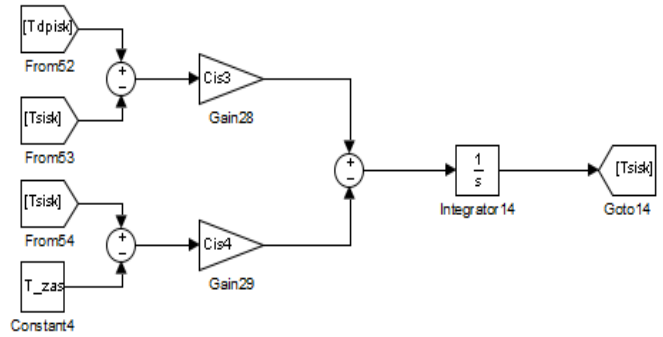 [Tdpisk]
From52
+
−
Cis3
Gain28
[Tsisk]
From53
+
−
1
s
Integrator14
[Tsisk]
Goto14
[Tsisk]
From54
+
−
Cis4
Gain29
T_zas
Constant4